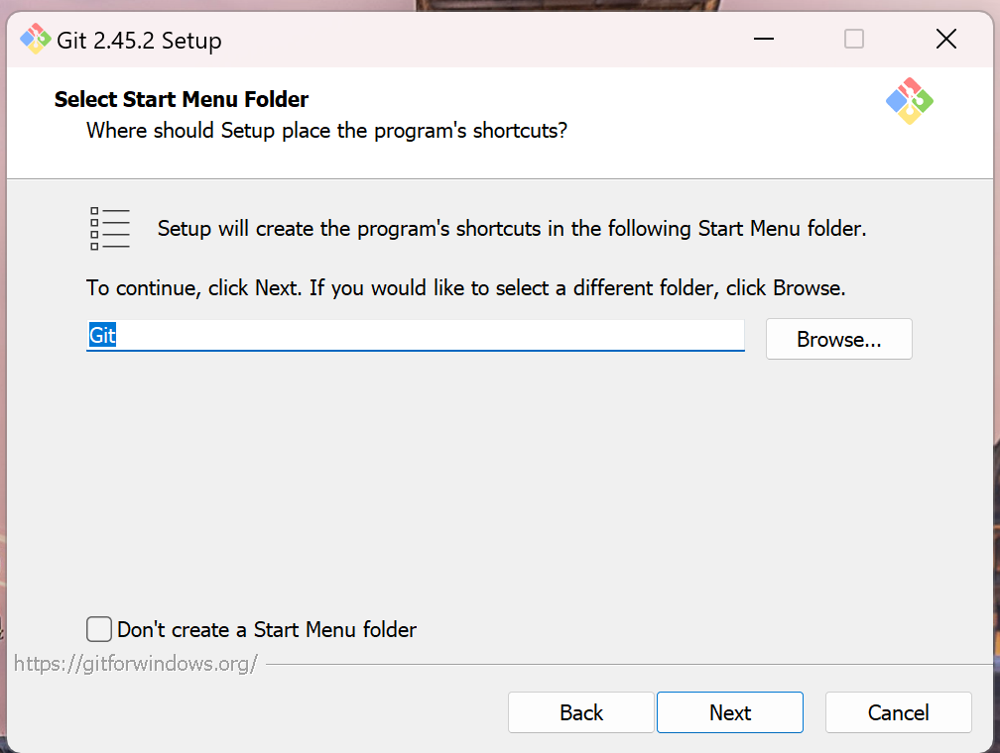 Git 2.45.2 Setup
Select Start Menu Folder
Where should Setup place the program's shortcuts?
Setup will create the program's shortcuts in the following Start Menu folder.
To continue, click Next. If you would like to select a different folder, click Browse.
Git
Browse...
Don't create a Start Menu folder
https://gitforwindows.org/
Back
Next
Cancel